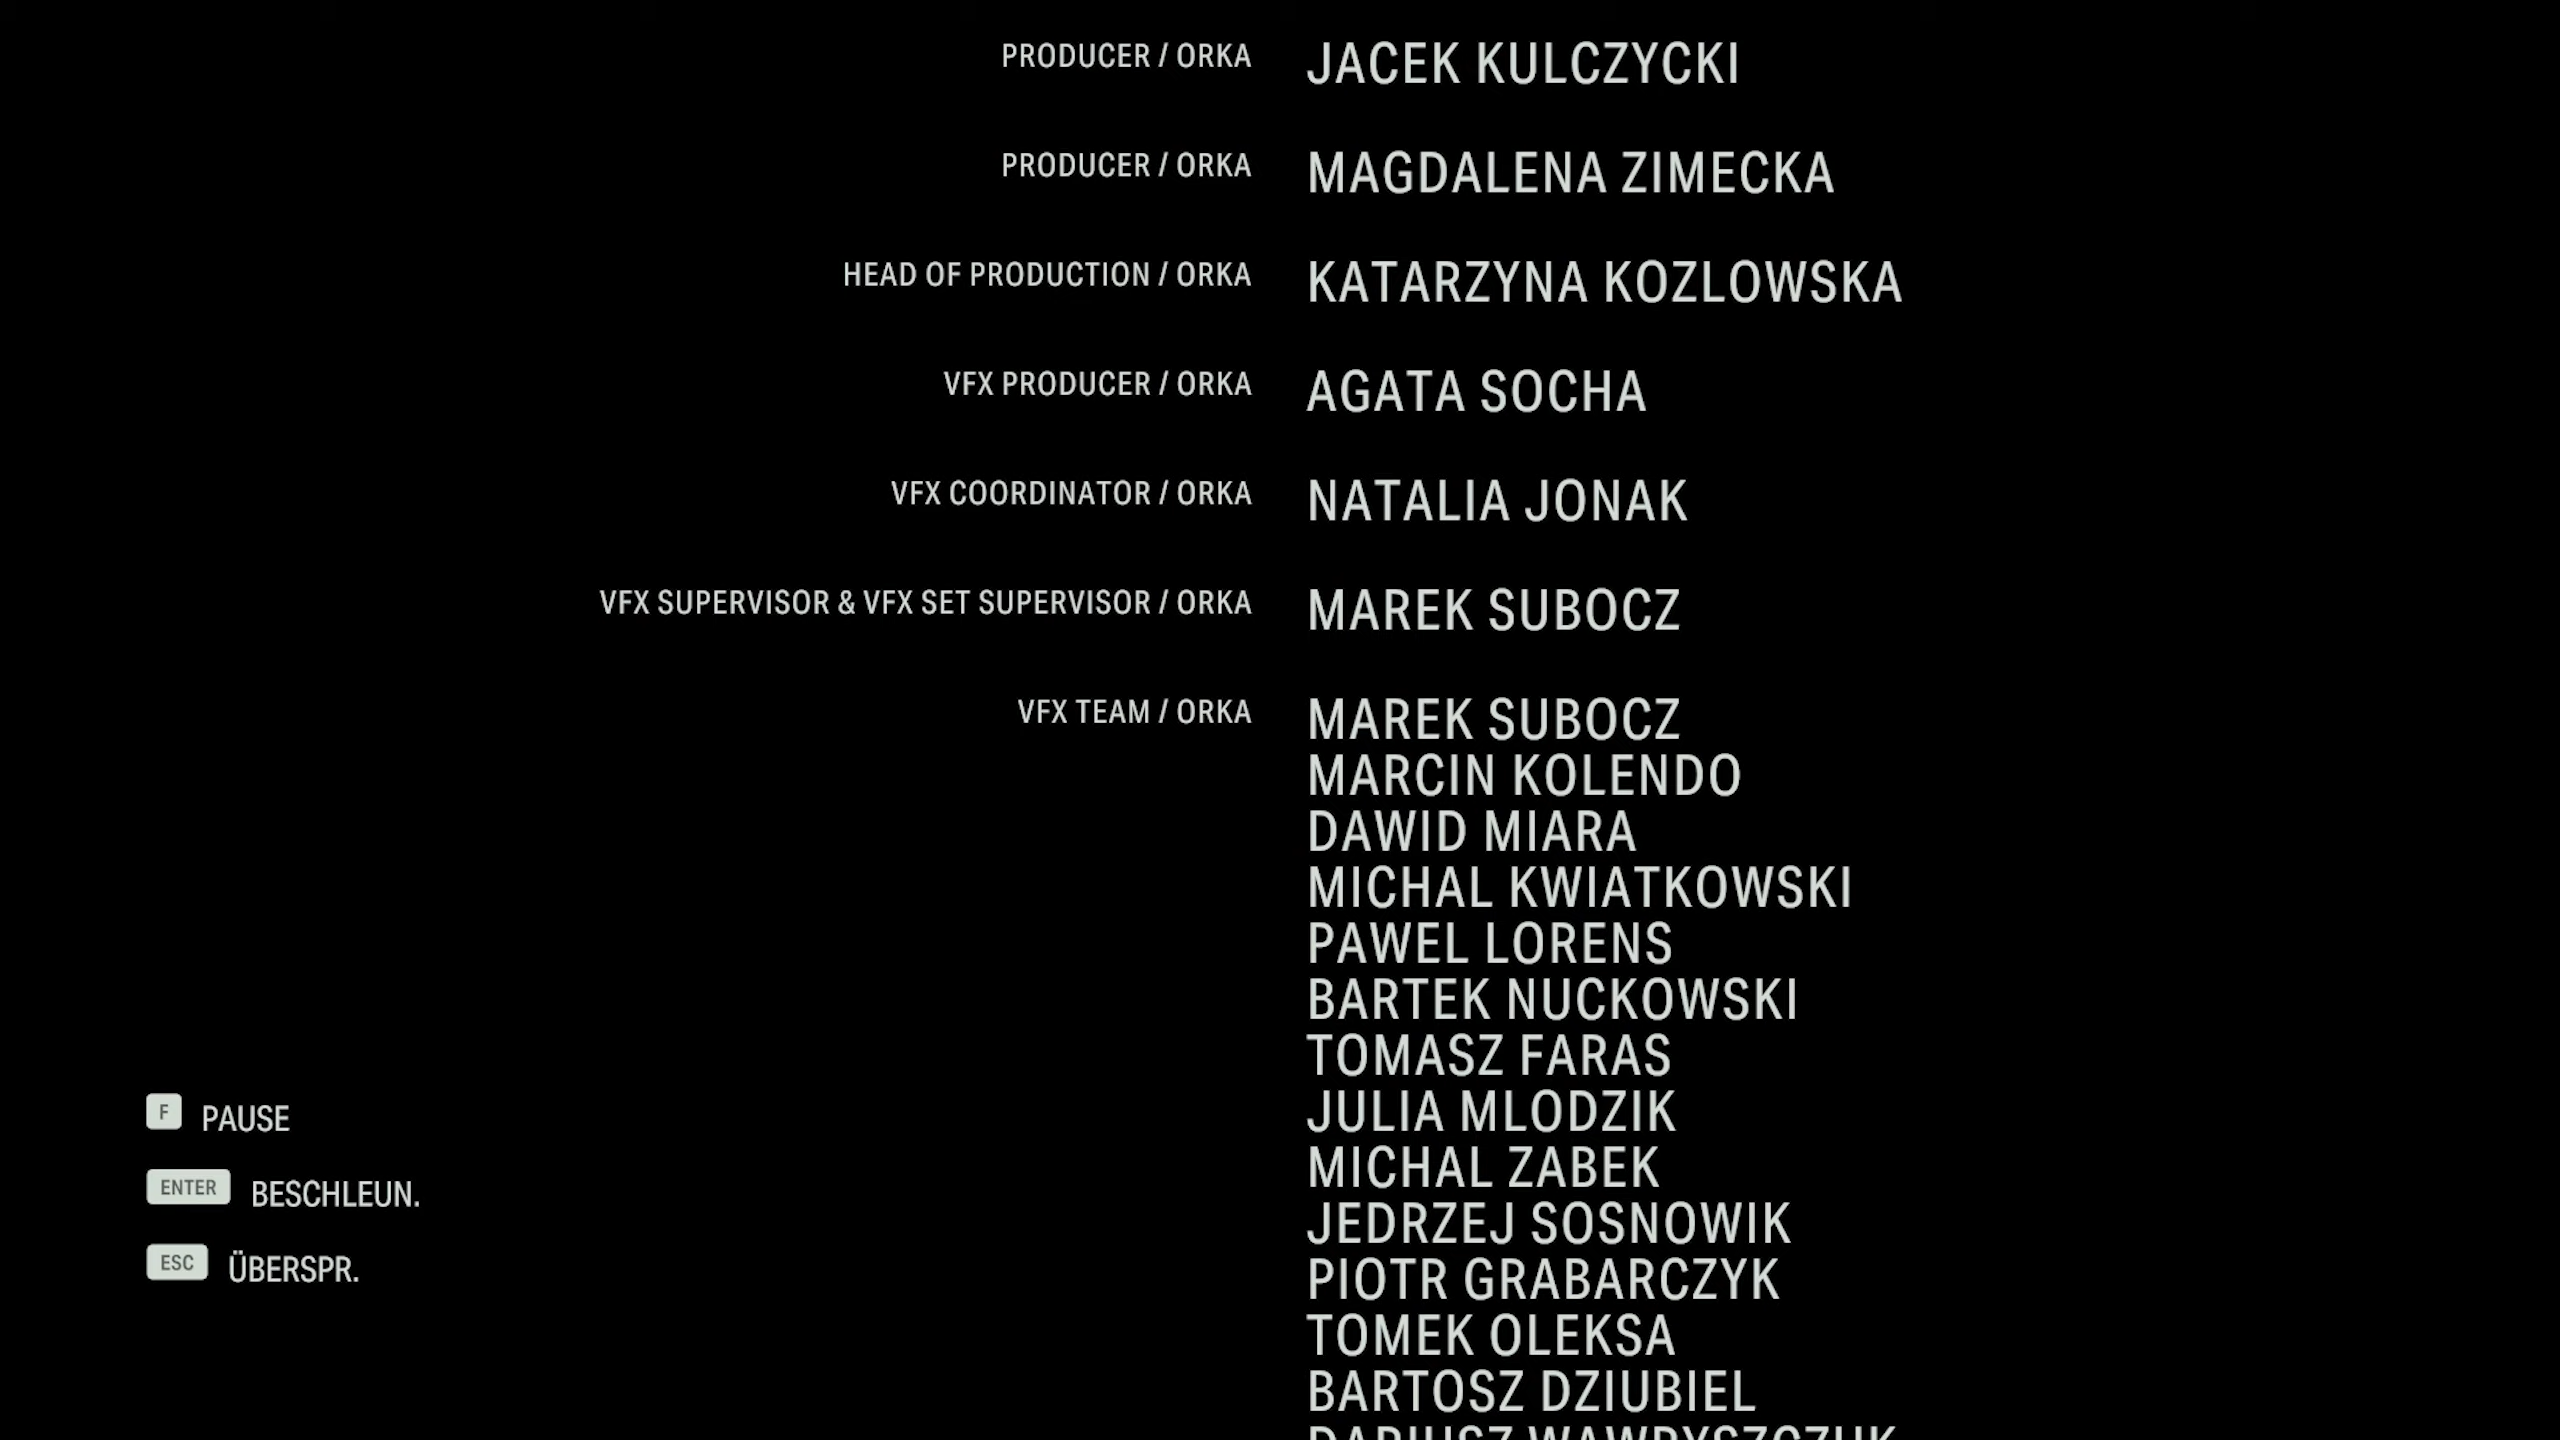 PRODUCER / ORKA JACEK KULCZYCKI
PRODUCER / ORKA MAGDALENA ZIMECKA
HEAD OF PRODUCTION / ORKA KATARZYNA KOZLOWSKA
VFX PRODUCER / ORKA AGATA SOCHA
VFX COORDINATOR / ORKA NATALIA JONAK
VFX SUPERVISOR & VFX SET SUPERVISOR / ORKA MAREK SUBOCZ
VFX TEAM / ORKA MAREK SUBOCZ
MARCIN KOLENDO
DAWID MIARA
MICHAL KWIATKOWSKI
PAWEL LORENS
BARTEK NUCKOWSKI
TOMASZ FARAS
JULIA MLODZIK
MICHAL ZABEK
JEDRZEJ SOSNOWIK
PIOTR GRABARCZYK
TOMEK OLEKSA
BARTOSZ DZIUBIEL
DARIUSZ WAWRYSZCZUK
F PAUSE
ENTER BESCHLEUN.
ESC ÜBERSPR.